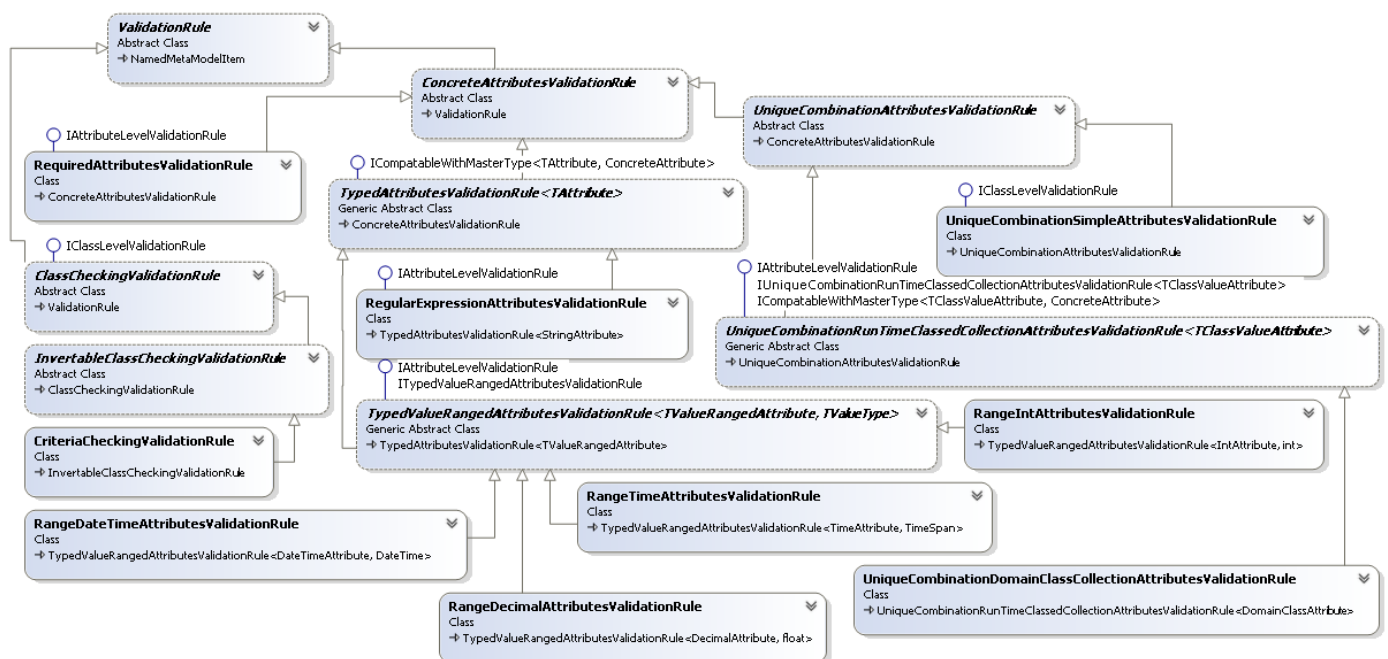 ValidationRule
Abstract Class
NamedMetaModelItem
ConcreteAttributesValidationRule
Abstract Class
ValidationRule
UniqueCombinationAttributesValidationRule
Abstract Class
ConcreteAttributesValidationRule
IAttributeLevelValidationRule
RequiredAttributesValidationRule
Class
ConcreteAttributesValidationRule
ICompatableWithMasterType<TAttribute, ConcreteAttribute>
TypedAttributesValidationRule<TAttribute>
Generic Abstract Class
ConcreteAttributesValidationRule
IClassLevelValidationRule
UniqueCombinationSimpleAttributesValidationRule
Class
UniqueCombinationAttributesValidationRule
IClassLevelValidationRule
ClassCheckingValidationRule
Abstract Class
ValidationRule
IAttributeLevelValidationRule
RegularExpressionAttributesValidationRule
Class
TypedAttributesValidationRule<StringAttribute>
IAttributeLevelValidationRule
IUniqueCombinationRunTimeClassedCollectionAttributesValidationRule<TClassValueAttribute>
ICompatableWithMasterType<TClassValueAttribute, ConcreteAttribute>
UniqueCombinationRunTimeClassedCollectionAttributesValidationRule<TClassValueAttribute>
Generic Abstract Class
UniqueCombinationAttributesValidationRule
InvertableClassCheckingValidationRule
Abstract Class
ClassCheckingValidationRule
IAttributeLevelValidationRule
ITypedValueRangedAttributesValidationRule
TypedValueRangedAttributesValidationRule<TValueRangedAttribute, TValueType>
Generic Abstract Class
TypedAttributesValidationRule<TValueRangedAttribute>
RangeIntAttributesValidationRule
Class
TypedValueRangedAttributesValidationRule<IntAttribute, int>
CriteriaCheckingValidationRule
Class
InvertableClassCheckingValidationRule
RangeTimeAttributesValidationRule
Class
TypedValueRangedAttributesValidationRule<TimeAttribute, TimeSpan>
RangeDateTimeAttributesValidationRule
Class
TypedValueRangedAttributesValidationRule<DateTimeAttribute, DateTime>
UniqueCombinationDomainClassCollectionAttributesValidationRule
Class
UniqueCombinationRunTimeClassedCollectionAttributesValidationRule<DomainClassAttribute>
RangeDecimalAttributesValidationRule
Class
TypedValueRangedAttributesValidationRule<DecimalAttribute, float>